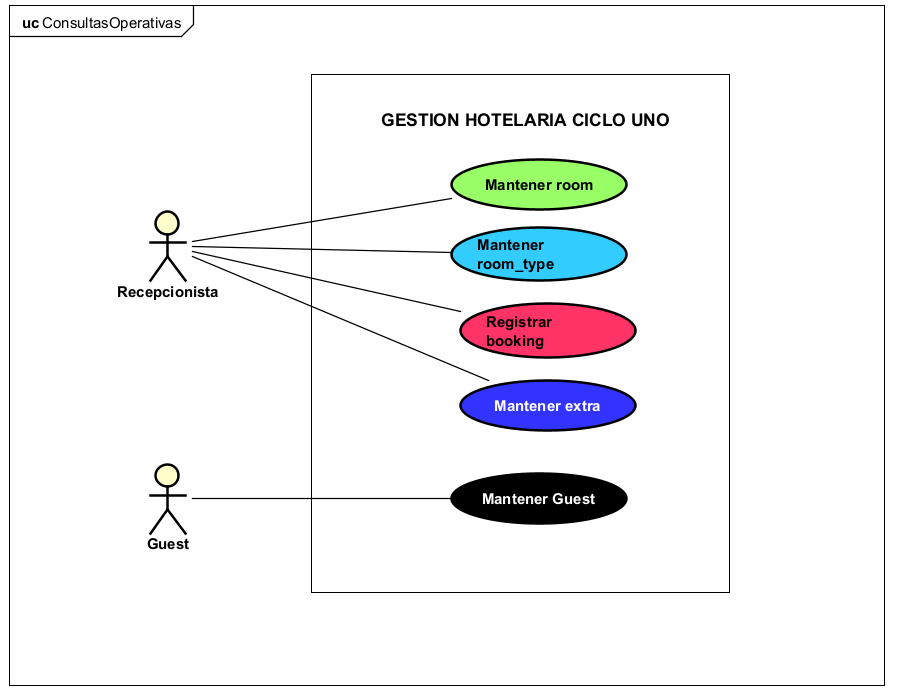 uc ConsultasOperativas
GESTION HOTELARIA CICLO UNO
Mantener room
Mantener
room_type
Recepcionista
Registrar
booking
Mantener extra
Mantener Guest
Guest